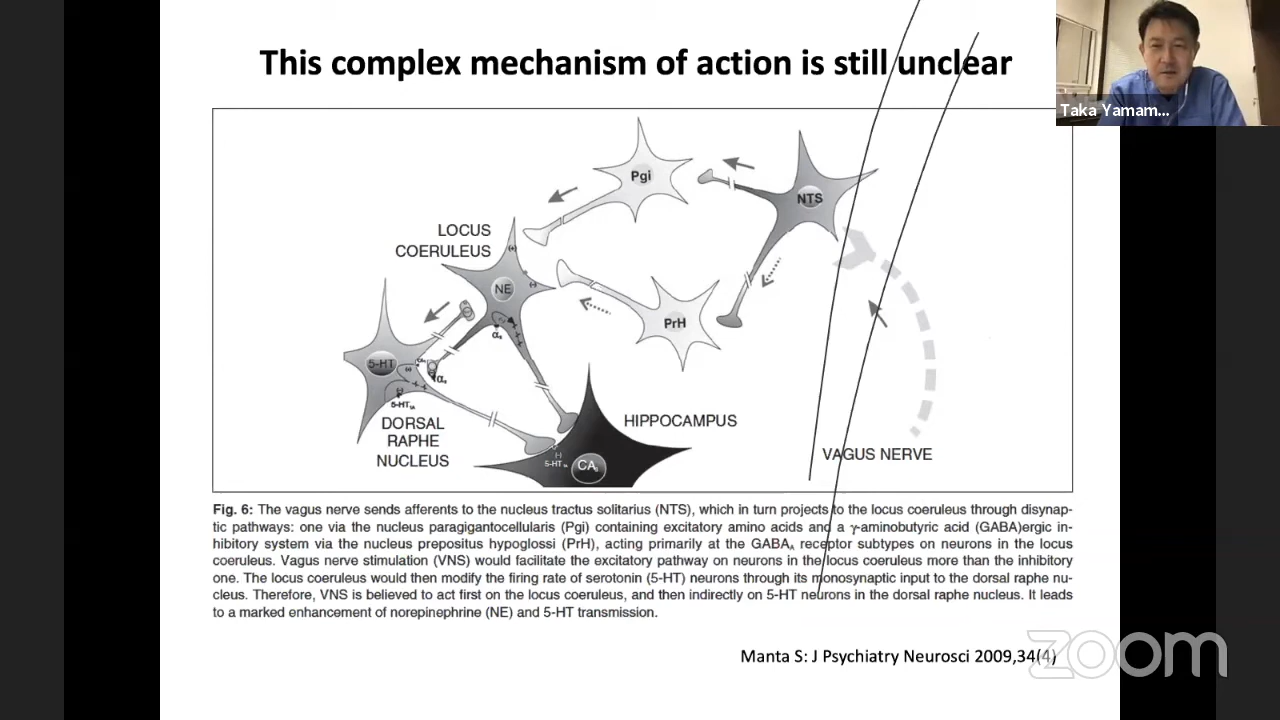 This complex mechanism of action is still unclear
Taka Yamam...
Pgi
NTS
LOCUS
COERULEUS
NE
PrH
5-HT
DORSAL
RAPHE
NUCLEUS
HIPPOCAMPUS
5-HT
CA
VAGUS NERVE
Fig. 6: The vagus nerve sends afferents to the nucleus tractus solitarius (NTS), which in turn projects to the locus coeruleus through disynap-
tic pathways: one via the nucleus paragigantocellularis (Pgi) containing excitatory amino acids and a γ-aminobutyric acid (GABA)ergic in-
hibitory system via the nucleus prepositus hypoglossi (PrH), acting primarily at the GABAA receptor subtypes on neurons in the locus
coeruleus. Vagus nerve stimulation (VNS) would facilitate the excitatory pathway on neurons in the locus coeruleus more than the inhibitory
one. The locus coeruleus would then modify the firing rate of serotonin (5-HT) neurons through its monosynaptic input to the dorsal raphe nu-
cleus. Therefore, VNS is believed to act first on the locus coeruleus, and then indirectly on 5-HT neurons in the dorsal raphe nucleus. It leads
to a marked enhancement of norepinephrine (NE) and 5-HT transmission.
Manta S: J Psychiatry Neurosci 2009,34(4)
zoom